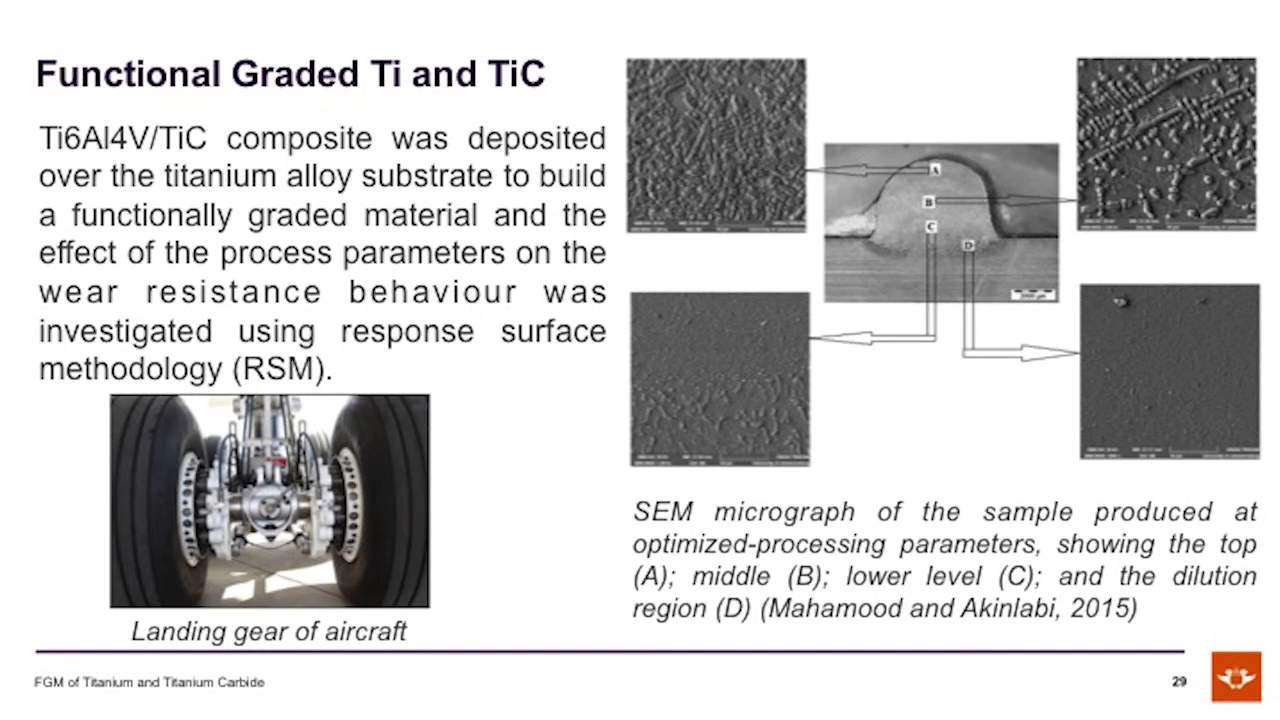 Functional Graded Ti and TiC
Ti6Al4V/TiC composite was deposited
over the titanium alloy substrate to build
a functionally graded material and the
effect of the process parameters on the
wear resistance behaviour was
investigated using response surface
methodology (RSM).
Landing gear of aircraft
A
B
C
D
SEM micrograph of the sample produced at
optimized-processing parameters, showing the top
(A); middle (B); lower level (C); and the dilution
region (D) (Mahamood and Akinlabi, 2015)
FGM of Titanium and Titanium Carbide
29